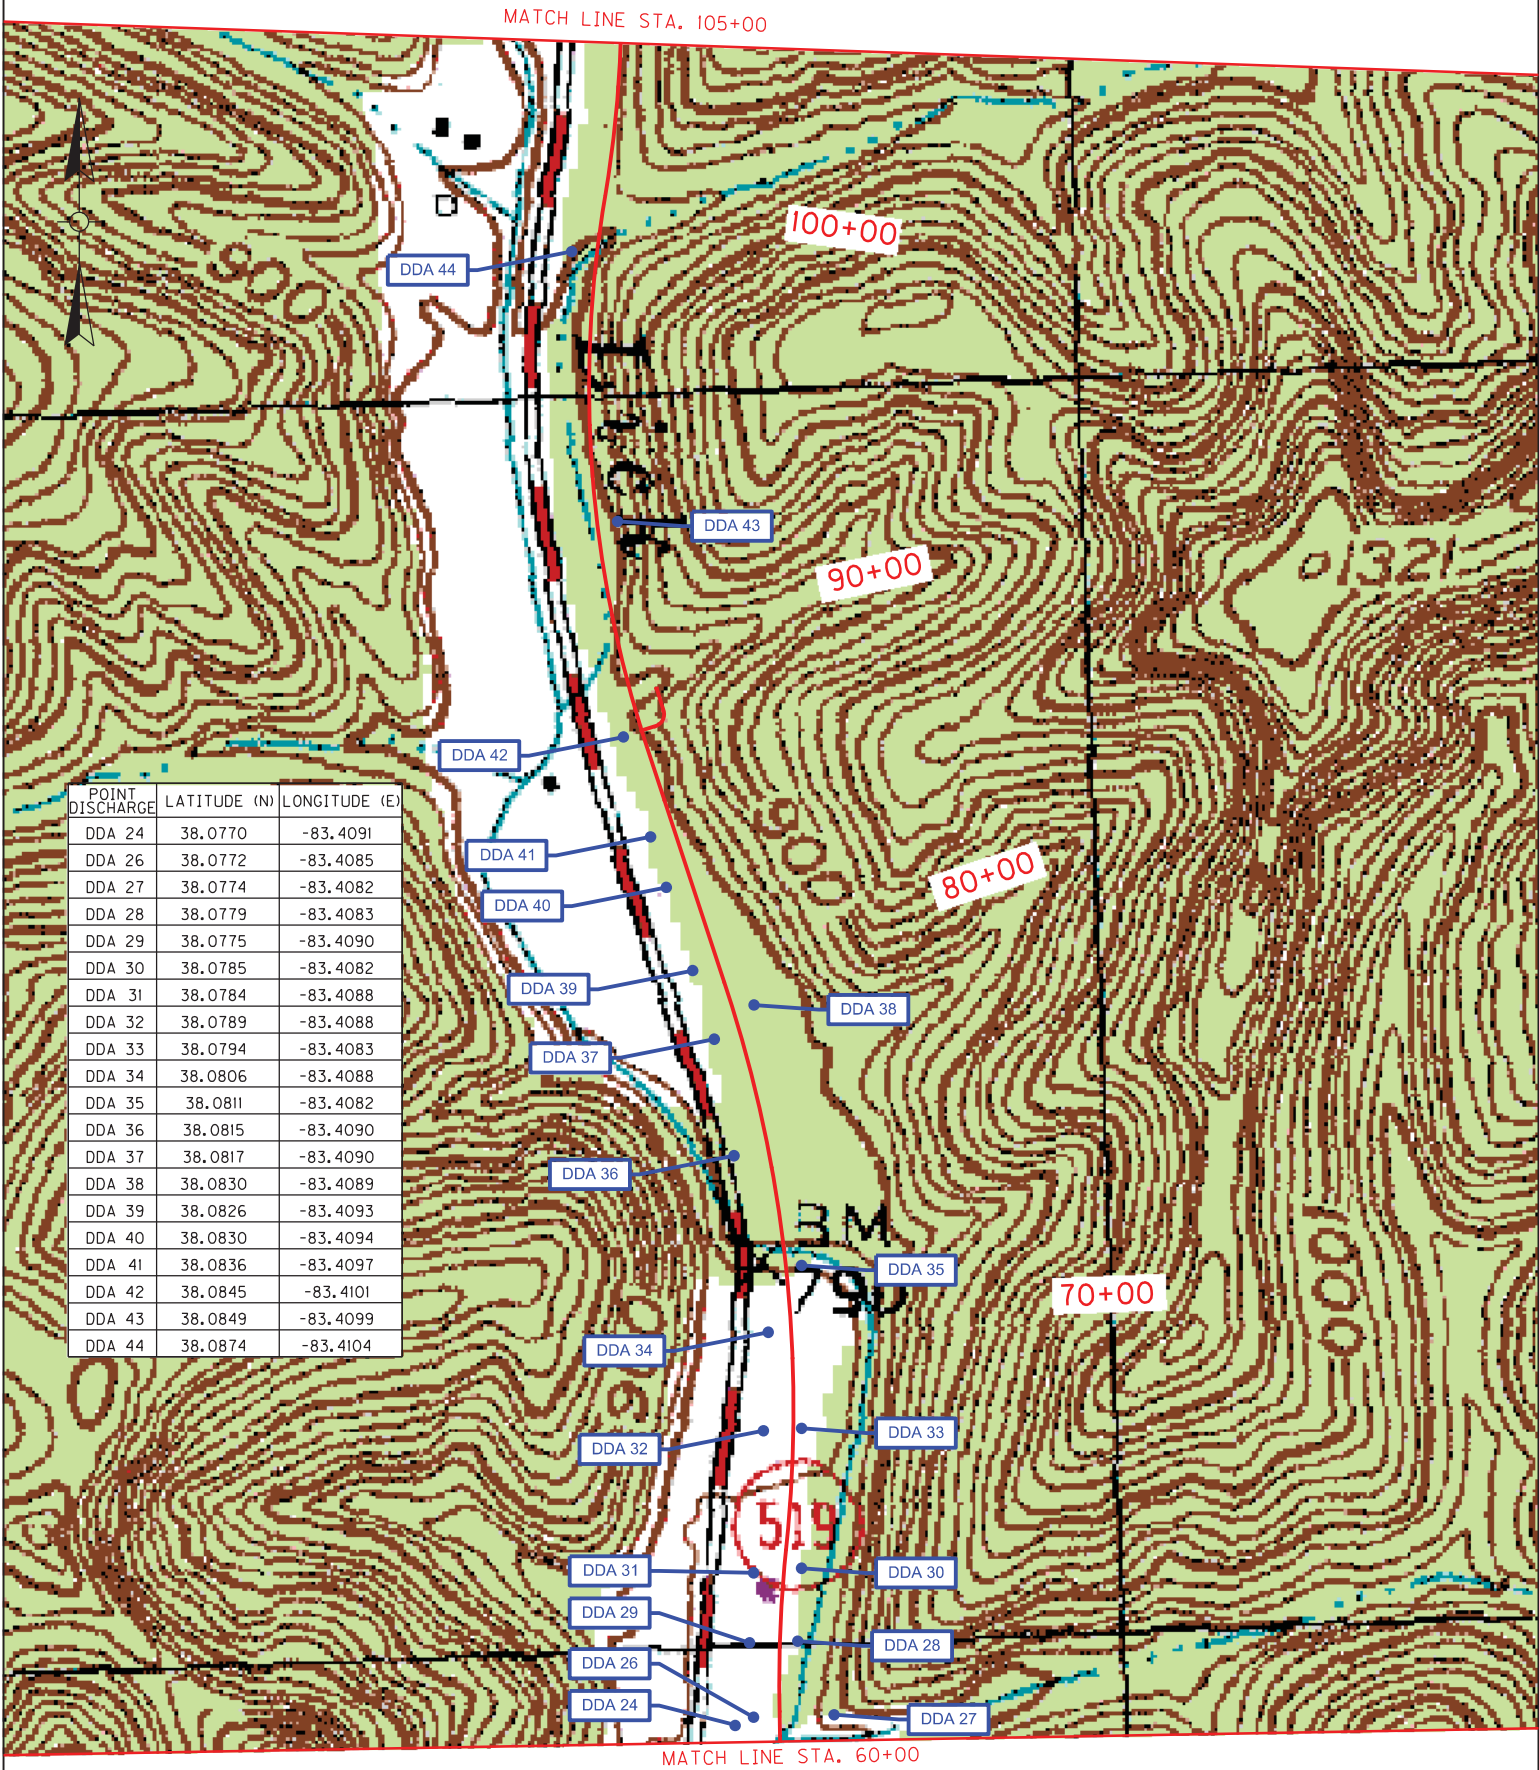 MATCH LINE STA. 105+00
100+00
900
DDA 44
DDA 43
90+00
1321
DDA 42
900
DDA 41
80+00
DDA 40
DDA 39
DDA 38
DDA 37
DDA 36
BM
DDA 35
790
70+00
1001
DDA 34
DDA 33
DDA 32
519
DDA 31
DDA 30
DDA 29
DDA 28
DDA 26
DDA 24
DDA 27
POINT DISCHARGE LATITUDE (N) LONGITUDE (E)
DDA 24 38.0770 -83.4091
DDA 26 38.0772 -83.4085
DDA 27 38.0774 -83.4082
DDA 28 38.0779 -83.4083
DDA 29 38.0775 -83.4090
DDA 30 38.0785 -83.4082
DDA 31 38.0784 -83.4088
DDA 32 38.0789 -83.4088
DDA 33 38.0794 -83.4083
DDA 34 38.0806 -83.4088
DDA 35 38.0811 -83.4082
DDA 36 38.0815 -83.4090
DDA 37 38.0817 -83.4090
DDA 38 38.0830 -83.4089
DDA 39 38.0826 -83.4093
DDA 40 38.0830 -83.4094
DDA 41 38.0836 -83.4097
DDA 42 38.0845 -83.4101
DDA 43 38.0849 -83.4099
DDA 44 38.0874 -83.4104
MATCH LINE STA. 60+00